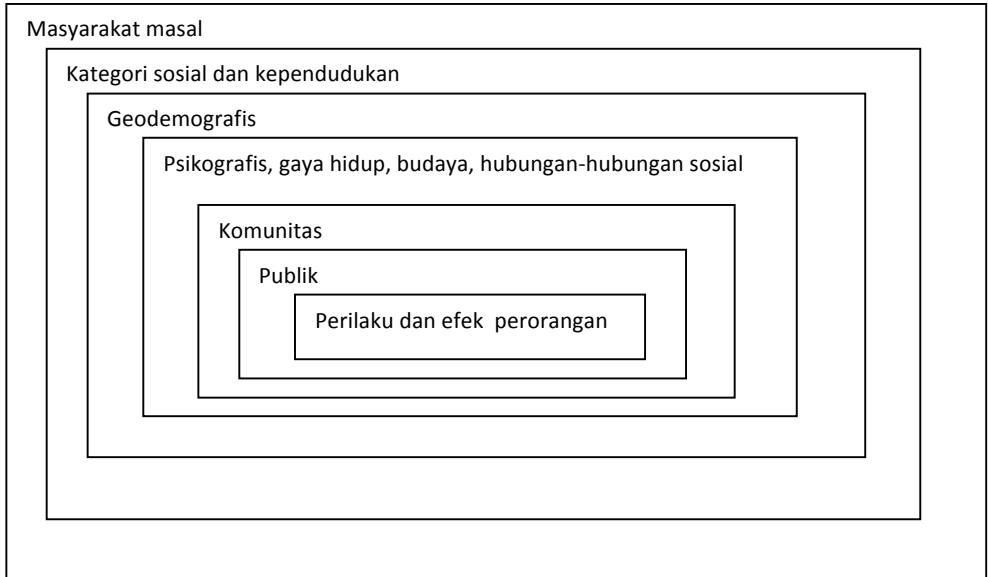 Masyarakat masal
Kategori sosial dan kependudukan
Geodemografis
Psikografis, gaya hidup, budaya, hubungan-hubungan sosial
Komunitas
Publik
Perilaku dan efek  perorangan